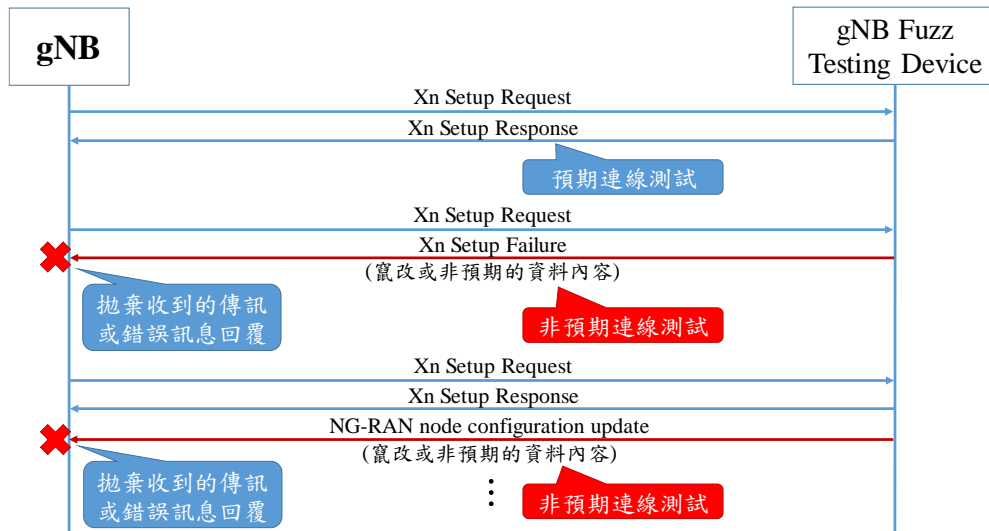 gNB
gNB Fuzz
Testing Device
Xn Setup Request
Xn Setup Response
預期連線測試
Xn Setup Request
Xn Setup Failure
(竄改或非預期的資料內容)
拋棄收到的傳訊
或錯誤訊息回覆
非預期連線測試
Xn Setup Request
Xn Setup Response
NG-RAN node configuration update
(竄改或非預期的資料內容)
拋棄收到的傳訊
或錯誤訊息回覆
非預期連線測試